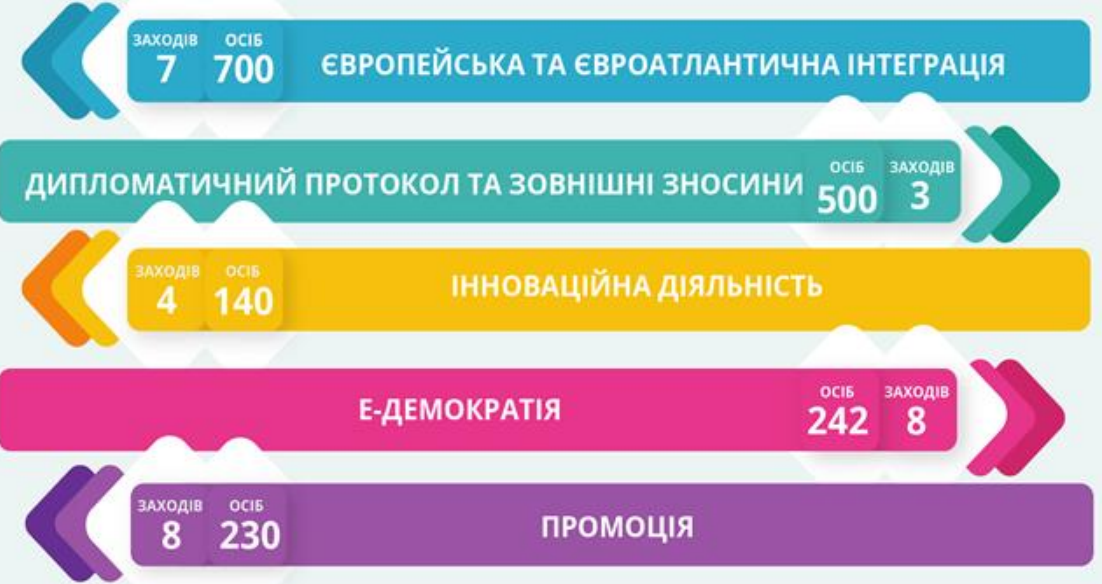 ЗАХОДІВ ОСІБ
7 700 ЄВРОПЕЙСЬКА ТА ЄВРОАТЛАНТИЧНА ІНТЕГРАЦІЯ
ДИПЛОМАТИЧНИЙ ПРОТОКОЛ ТА ЗОВНІШНІ ЗНОСИНИ ОСІБ ЗАХОДІВ
500 3
ЗАХОДІВ ОСІБ
4 140 ІННОВАЦІЙНА ДІЯЛЬНІСТЬ
Е-ДЕМОКРАТІЯ ОСІБ ЗАХОДІВ
242 8
ЗАХОДІВ ОСІБ
8 230 ПРОМОЦІЯ